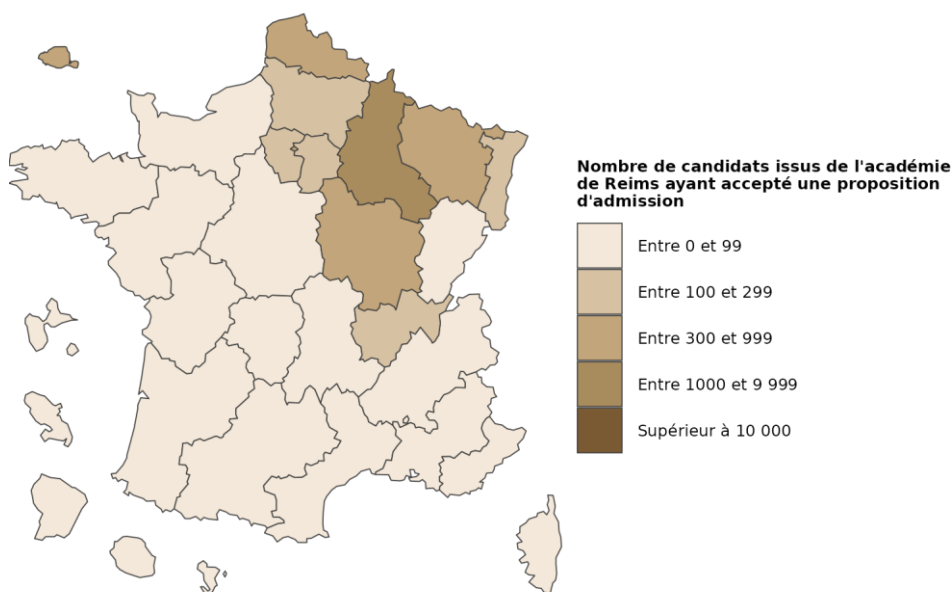 Nombre de candidats issus de l'académie
de Reims ayant accepté une proposition
d'admission
Entre 0 et 99
Entre 100 et 299
Entre 300 et 999
Entre 1000 et 9 999
Supérieur à 10 000